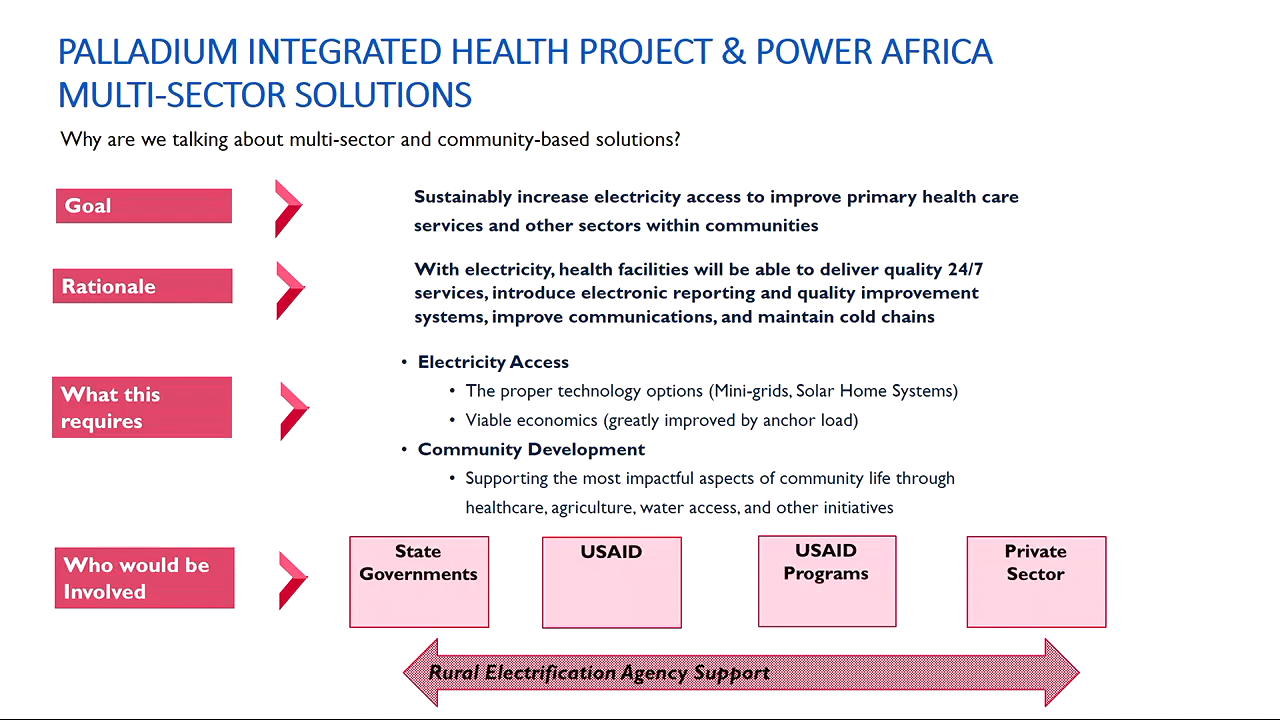 PALLADIUM INTEGRATED HEALTH PROJECT & POWER AFRICA
MULTI-SECTOR SOLUTIONS
Why are we talking about multi-sector and community-based solutions?
Goal
Sustainably increase electricity access to improve primary health care
services and other sectors within communities
Rationale
With electricity, health facilities will be able to deliver quality 24/7
services, introduce electronic reporting and quality improvement
systems, improve communications, and maintain cold chains
What this
requires
• Electricity Access
• The proper technology options (Mini-grids, Solar Home Systems)
• Viable economics (greatly improved by anchor load)
• Community Development
• Supporting the most impactful aspects of community life through
healthcare, agriculture, water access, and other initiatives
Who would be
Involved
State
Governments
USAID
USAID
Programs
Private
Sector
Rural Electrification Agency Support